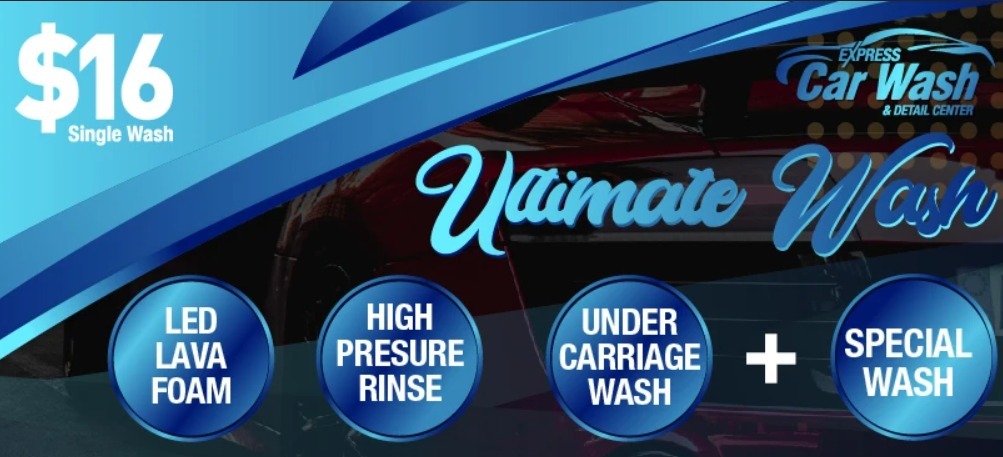 $16
Single Wash
EXPRESS
Car Wash
& DETAIL CENTER
Ultimate Wash
LED
LAVA
FOAM
HIGH
PRESURE
RINSE
UNDER
CARRIAGE
WASH
+
SPECIAL
WASH